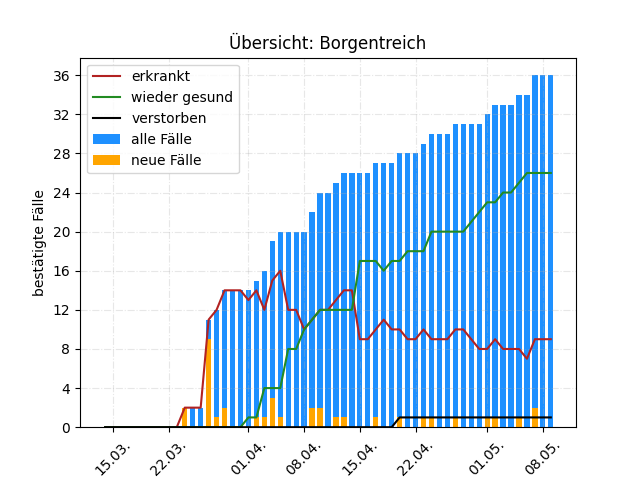 Übersicht: Borgentreich
erkrankt
wieder gesund
verstorben
alle Fälle
neue Fälle
bestätigte Fälle
36
32
28
24
20
16
12
8
4
0
15.03.
22.03.
01.04.
08.04.
15.04.
22.04.
01.05.
08.05.